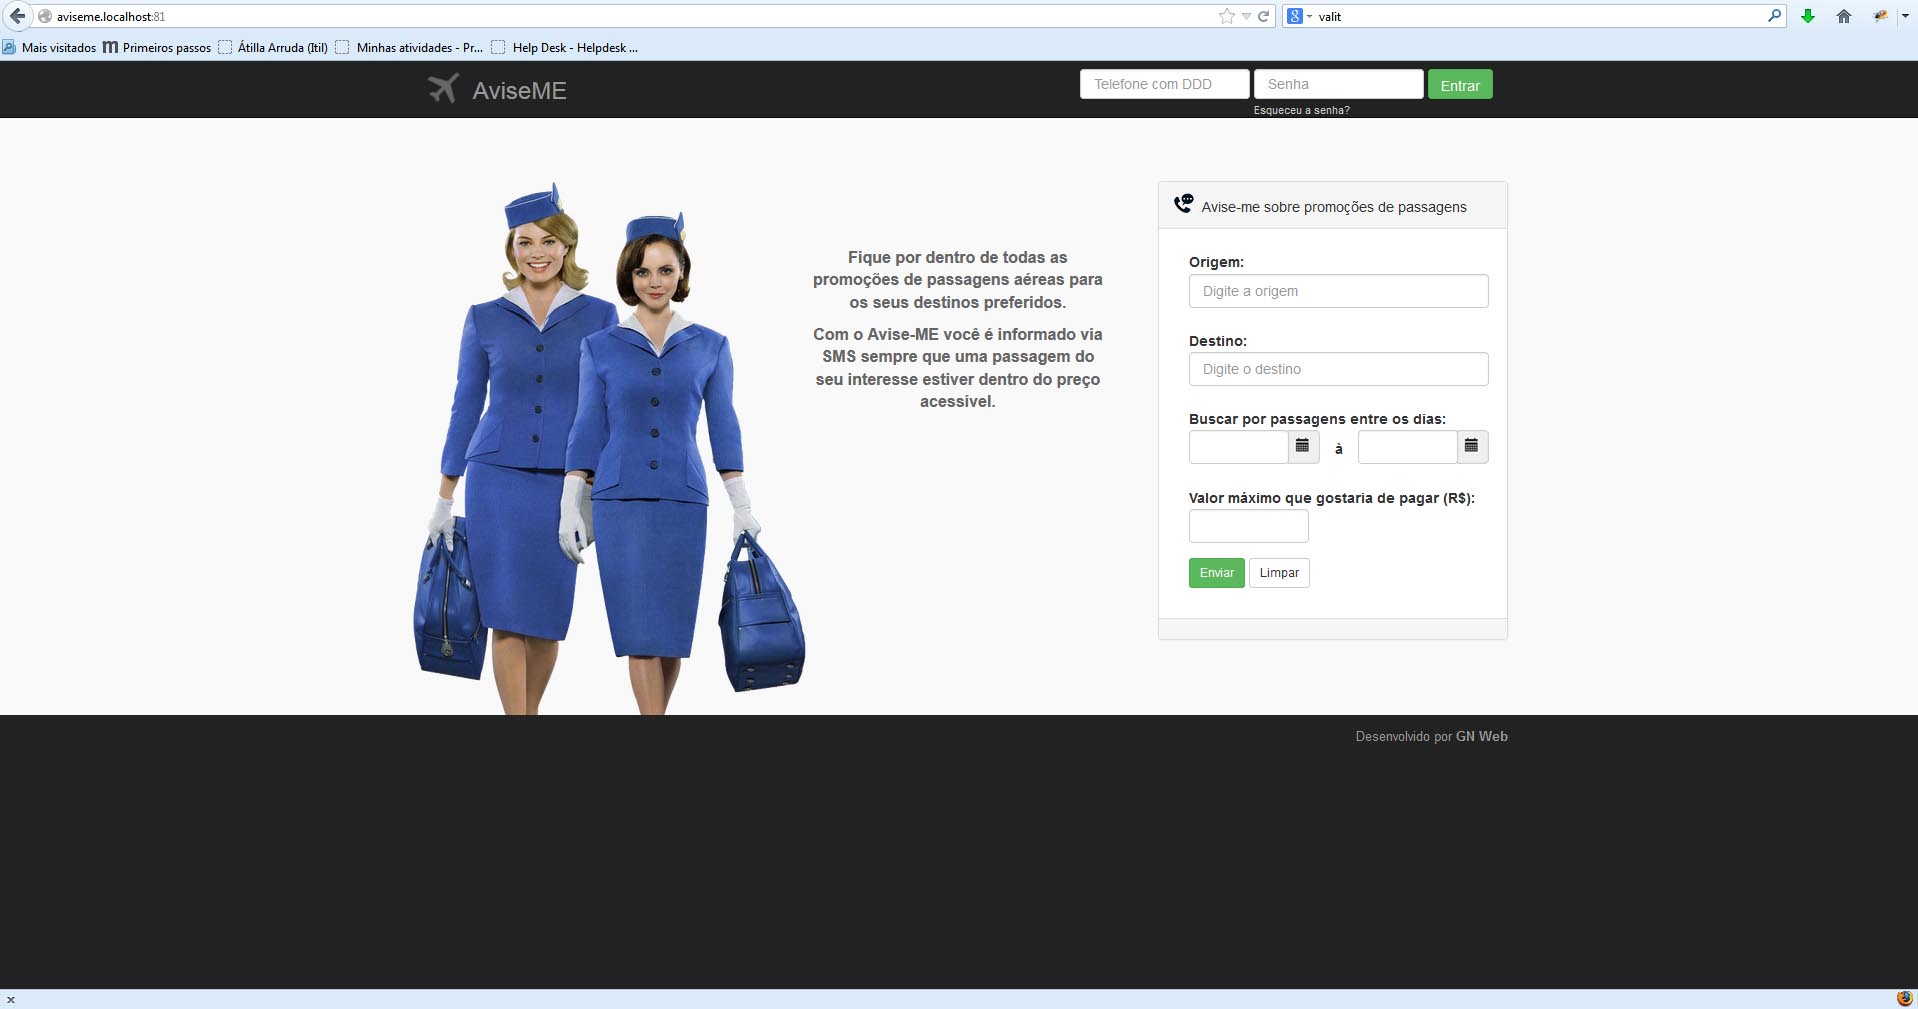 aviseme.localhost:81
valit
Mais visitados
Primeiros passos
Átilla Arruda (Itil)
Minhas atividades - Pr...
Help Desk - Helpdesk ...
AviseME
Telefone com DDD
Senha
Entrar
Esqueceu a senha?
Fique por dentro de todas as
promoções de passagens aéreas para
os seus destinos preferidos.
Com o Avise-ME você é informado via
SMS sempre que uma passagem do
seu interesse estiver dentro do preço
acessível.
Avise-me sobre promoções de passagens
Origem:
Digite a origem
Destino:
Digite o destino
Buscar por passagens entre os dias:
à
Valor máximo que gostaria de pagar (R$):
Enviar
Limpar
Desenvolvido por GN Web